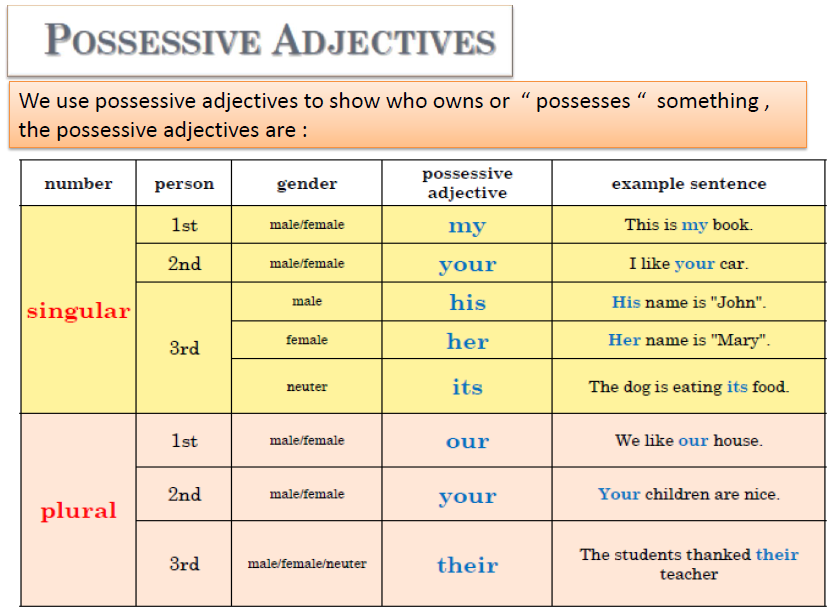 POSSESSIVE ADJECTIVES
We use possessive adjectives to show who owns or “ possesses “ something ,
the possessive adjectives are :
number person gender possessive adjective example sentence
singular
1st male/female my This is my book.
2nd male/female your I like your car.
3rd
male his His name is "John".
female her Her name is "Mary".
neuter its The dog is eating its food.
plural
1st male/female our We like our house.
2nd male/female your Your children are nice.
3rd male/female/neuter their The students thanked their
teacher